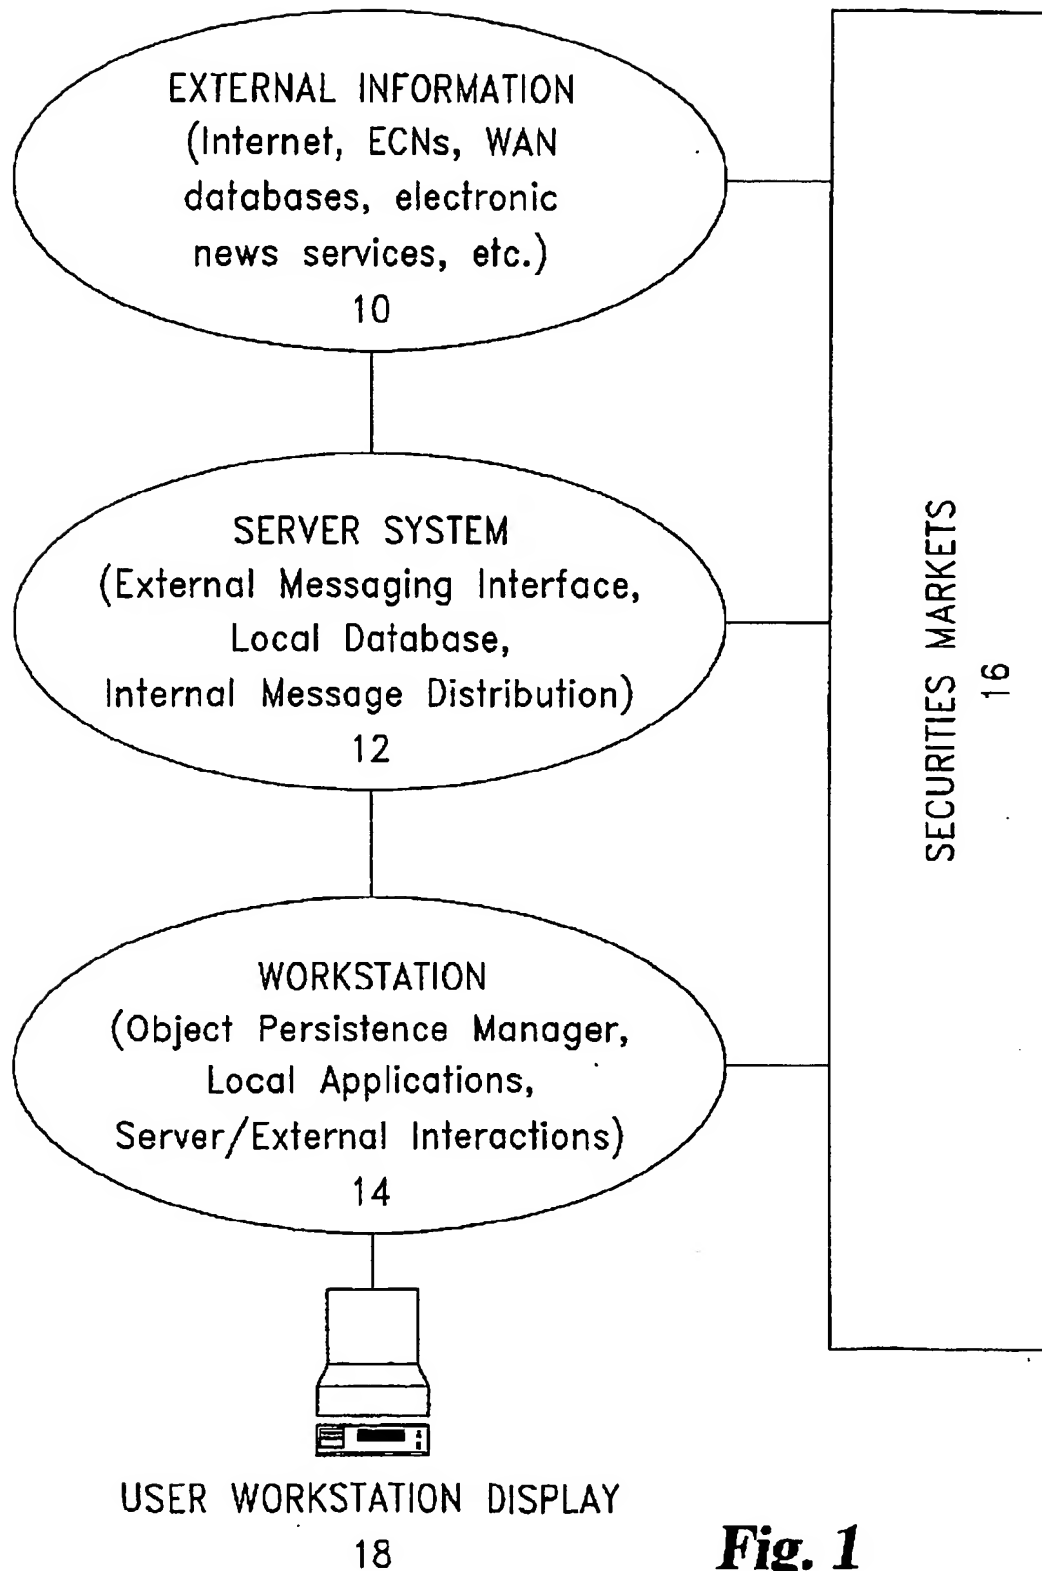 EXTERNAL INFORMATION
(Internet, ECNs, WAN
databases, electronic
news services, etc.)
10
SERVER SYSTEM
(External Messaging Interface,
Local Database,
Internal Message Distribution)
12
WORKSTATION
(Object Persistence Manager,
Local Applications,
Server/External Interactions)
14
USER WORKSTATION DISPLAY
18
SECURITIES MARKETS
16
Fig. 1